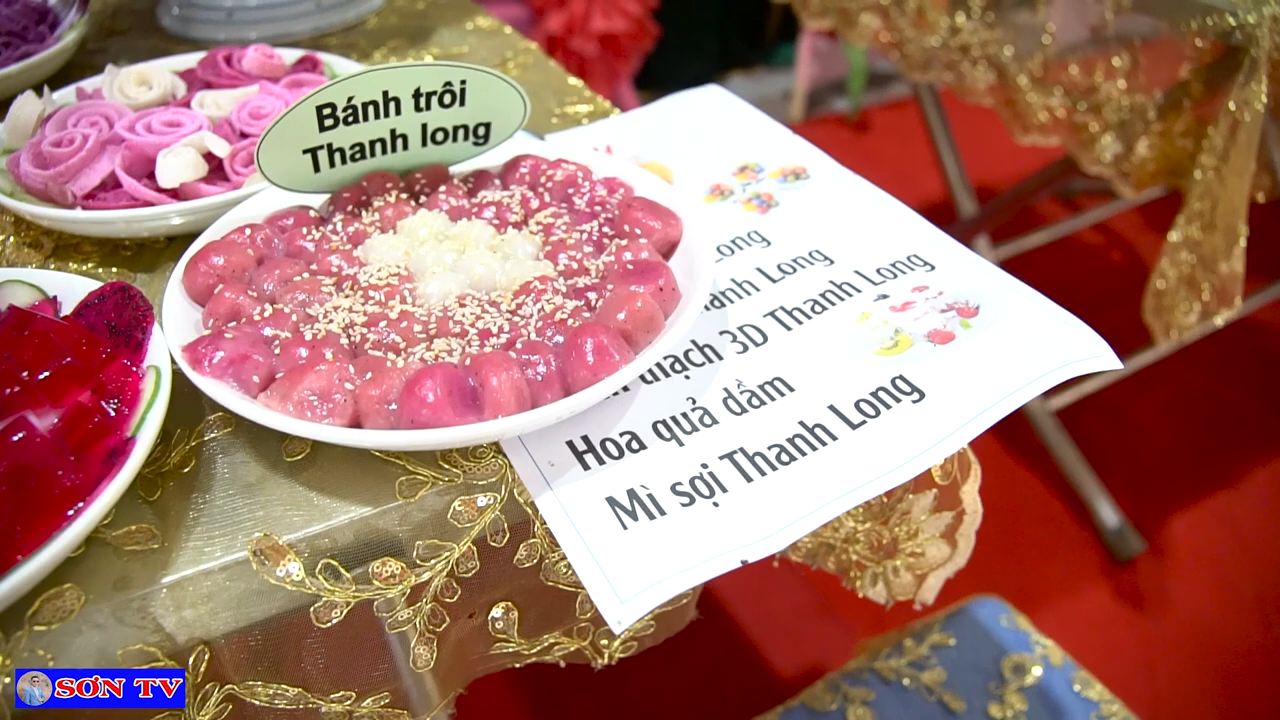 Bánh trôi
Thanh long
Long
Thanh Long
thạch 3D Thanh Long
Hoa quả dầm
Mì sợi Thanh Long
SƠN TV